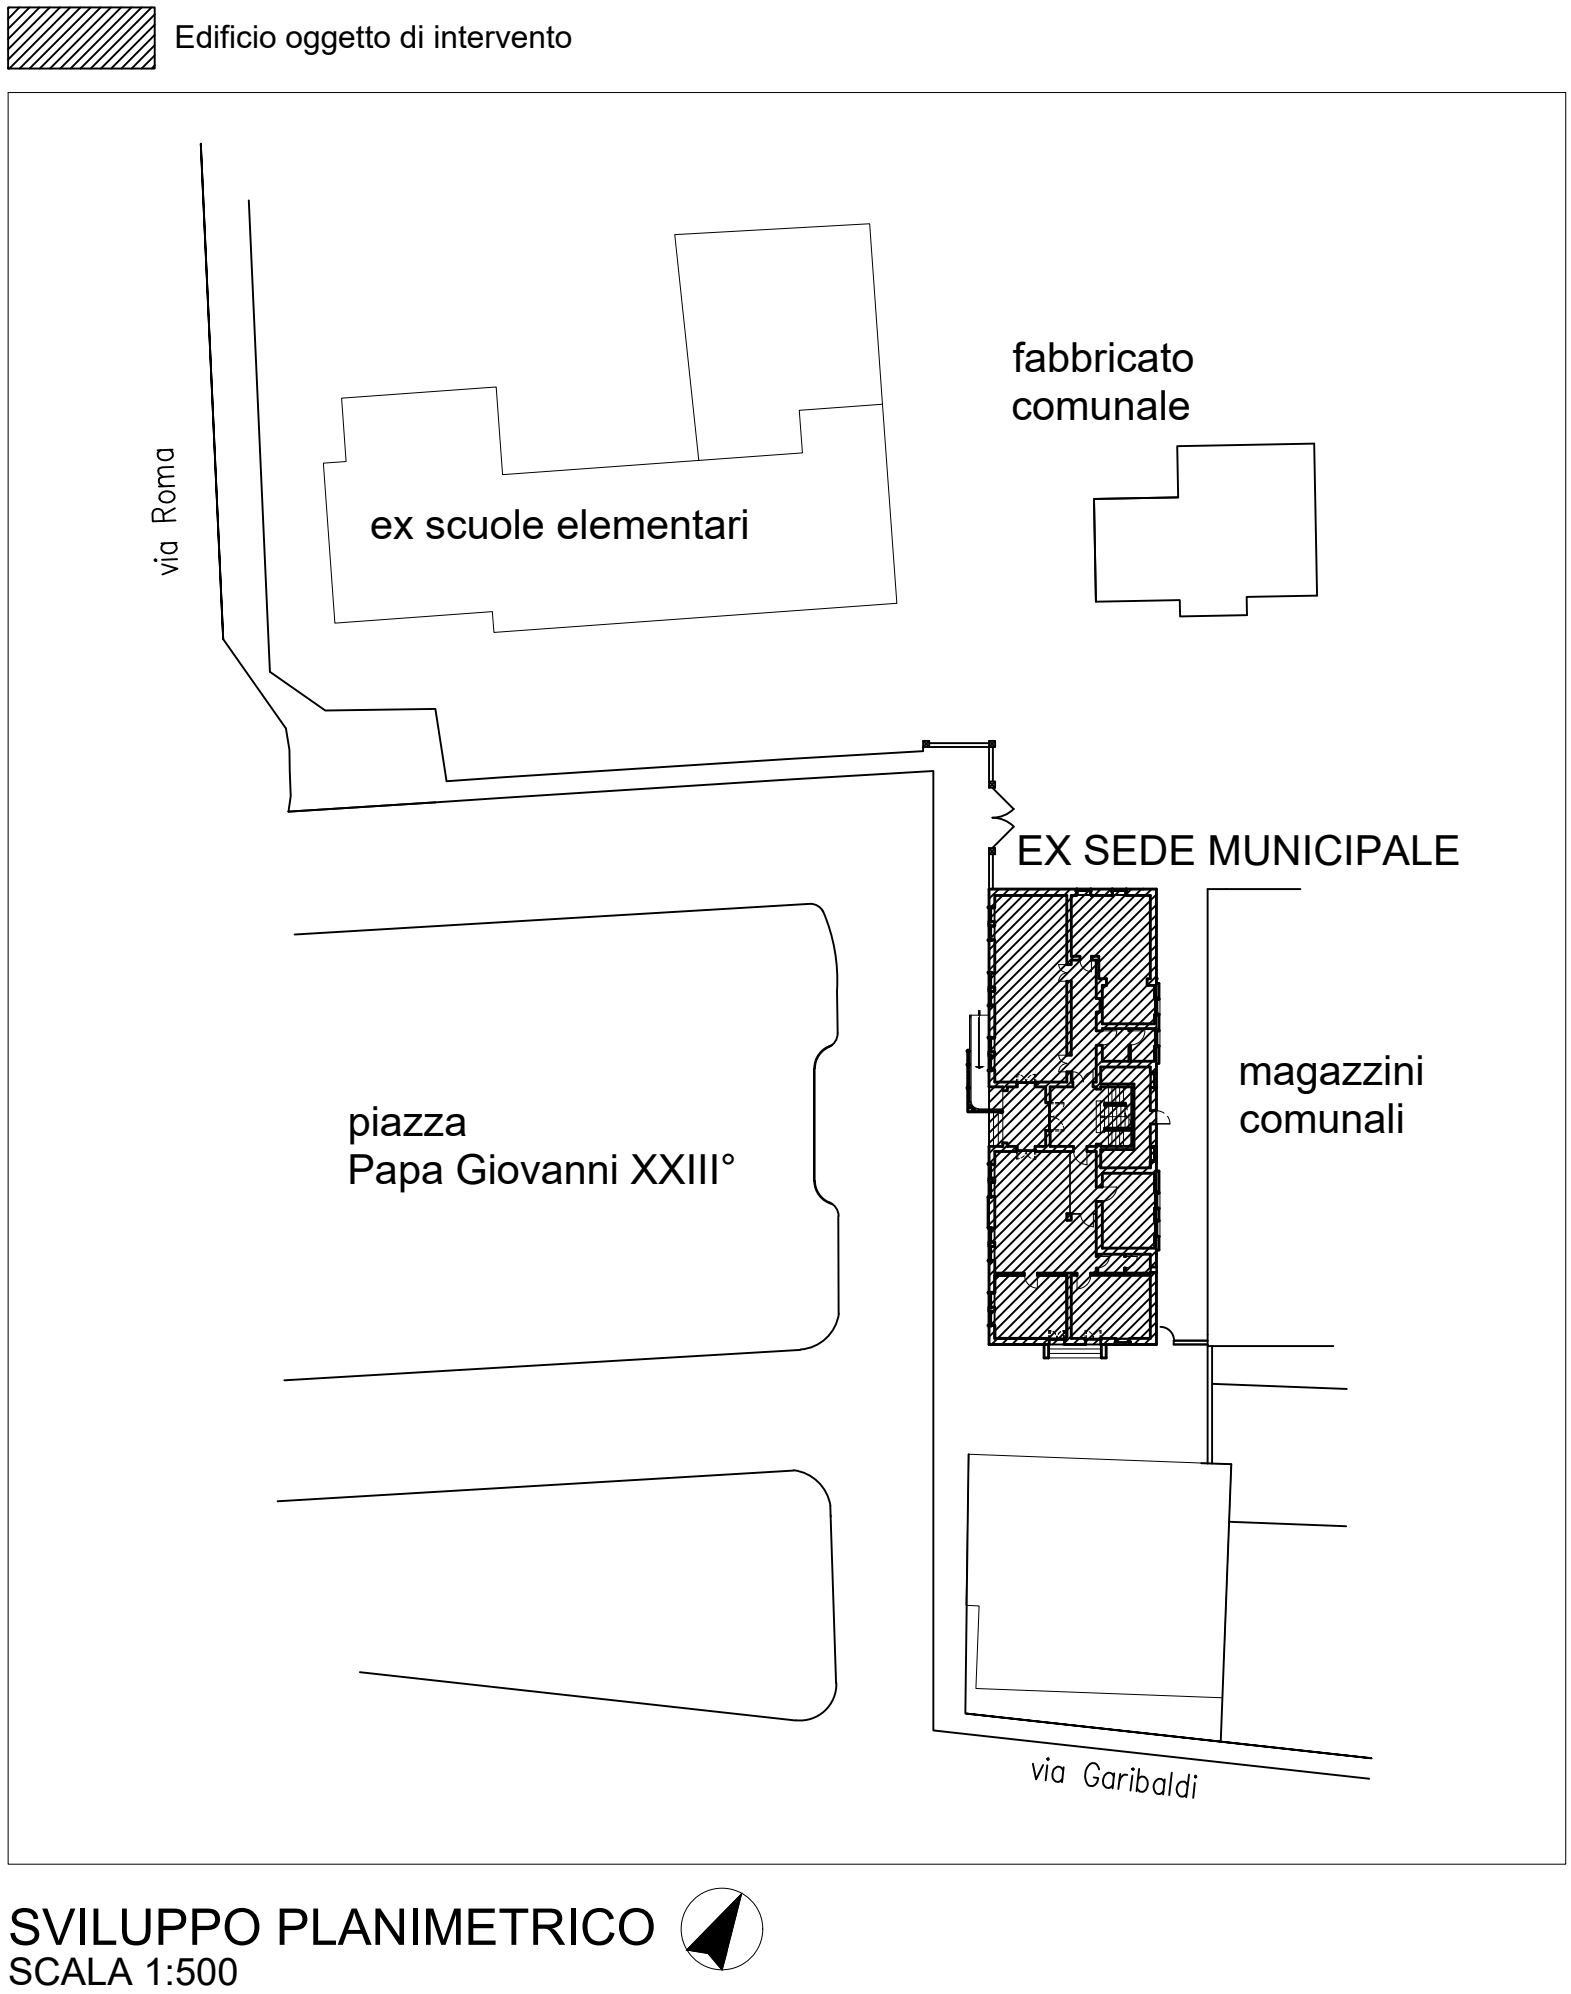 Edificio oggetto di intervento
fabbricato
comunale
via Roma
ex scuole elementari
EX SEDE MUNICIPALE
magazzini
comunali
piazza
Papa Giovanni XXIII°
via Garibaldi
SVILUPPO PLANIMETRICO
SCALA 1:500